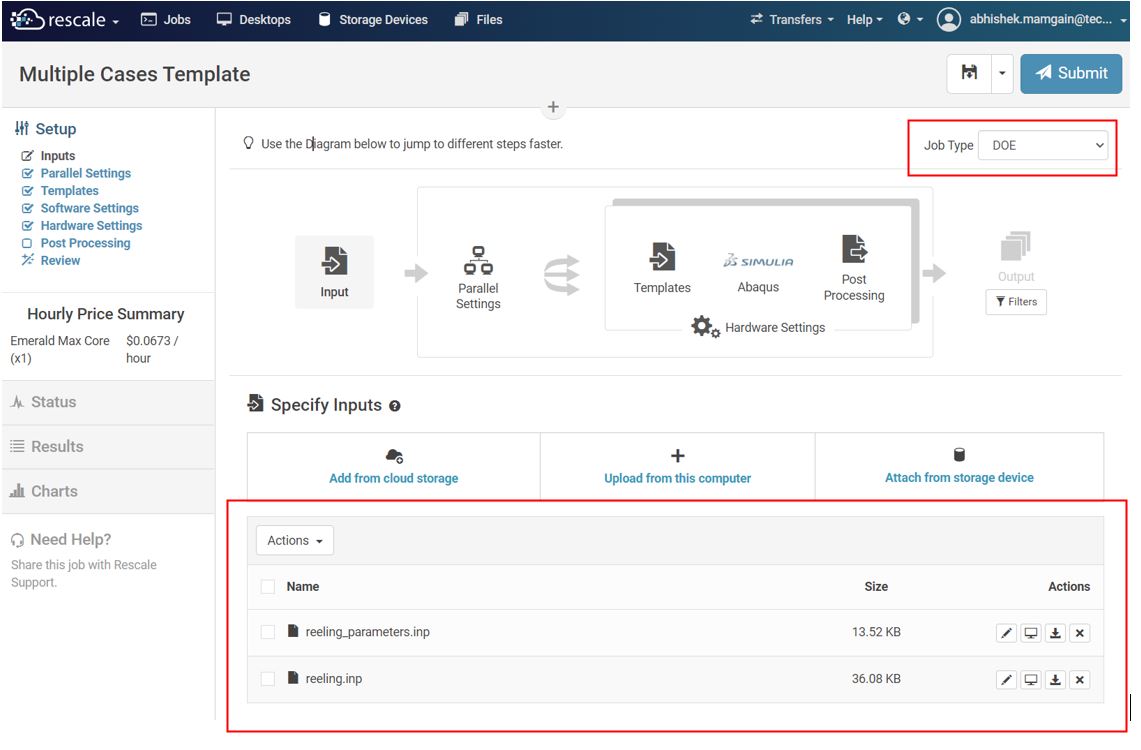 rescale
Jobs
Desktops
Storage Devices
Files
Transfers
Help
abhishek.mamgain@tec...
Multiple Cases Template
Submit
Setup
Inputs
Parallel Settings
Templates
Software Settings
Hardware Settings
Post Processing
Review
Hourly Price Summary
Emerald Max Core $0.0673 /
(x1) hour
Status
Results
Charts
Need Help?
Share this job with Rescale
Support.
Use the Diagram below to jump to different steps faster.
Job Type DOE
Input
Parallel
Settings
Templates
SIMULIA
Abaqus
Post
Processing
Hardware Settings
Output
Filters
Specify Inputs
Add from cloud storage
Upload from this computer
Attach from storage device
Actions
Name Size Actions
reeling_parameters.inp 13.52 KB
reeling.inp 36.08 KB